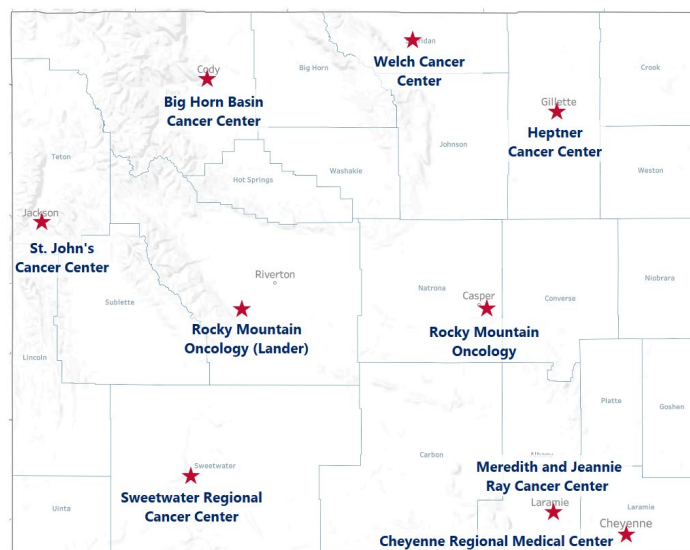 idan
Welch Cancer
Center
Cody
Big Horn
Crook
Big Horn Basin
Cancer Center
Gillette
Heptner
Cancer Center
Johnson
Teton
Washakie
Hot Springs
Weston
Jackson
St. John's
Cancer Center
Riverton
Niobrara
Natrona
Casper
Converse
Sublette
Rocky Mountain
Oncology (Lander)
Rocky Mountain
Oncology
Lincoln
Platte
Goshen
Sweetwater
Carbon
Albany
Meredith and Jeannie
Ray Cancer Center
Sweetwater Regional
Cancer Center
Laramie
Laramie
Uinta
Cheyenne
Cheyenne Regional Medical Center